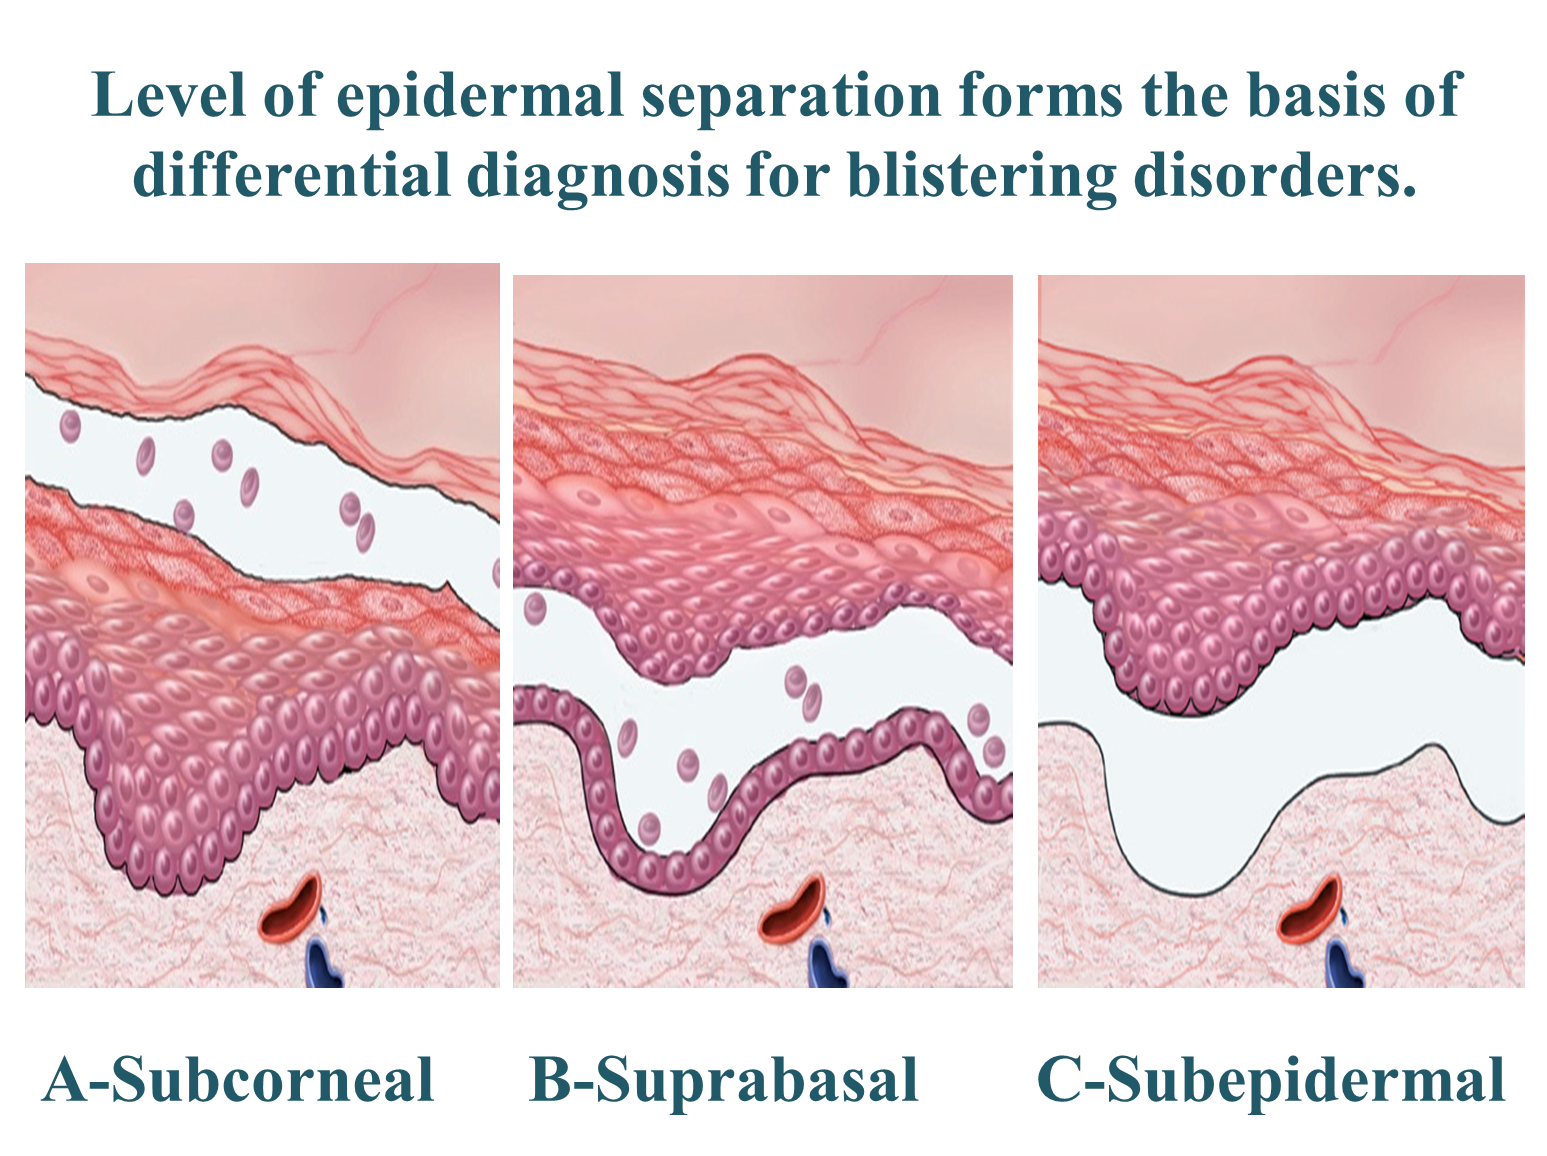 Level of epidermal separation forms the basis of
differential diagnosis for blistering disorders.
A-Subcorneal
B-Suprabasal
C-Subepidermal